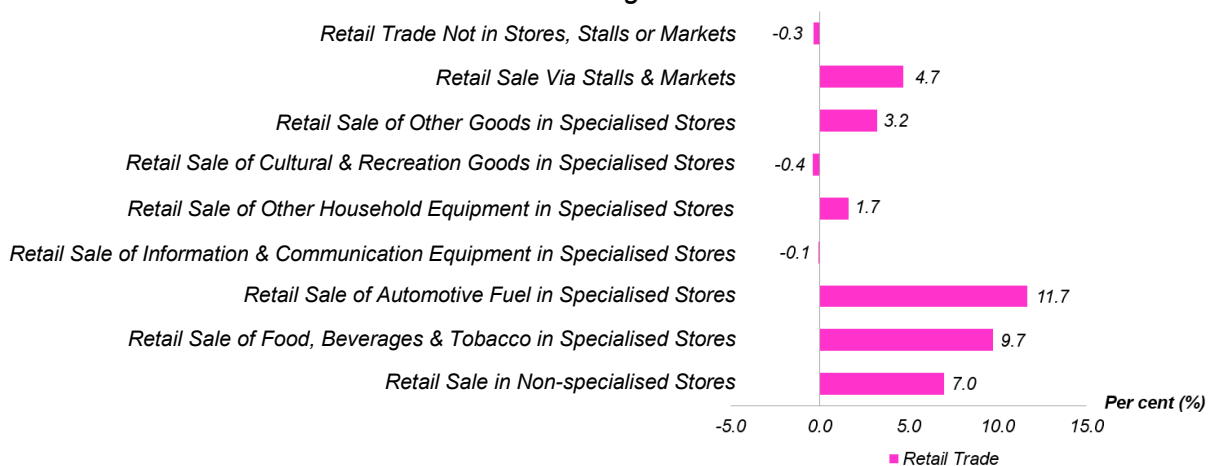 Retail Trade Not in Stores, Stalls or Markets -0.3
Retail Sale Via Stalls & Markets 4.7
Retail Sale of Other Goods in Specialised Stores 3.2
Retail Sale of Cultural & Recreation Goods in Specialised Stores -0.4
Retail Sale of Other Household Equipment in Specialised Stores 1.7
Retail Sale of Information & Communication Equipment in Specialised Stores -0.1
Retail Sale of Automotive Fuel in Specialised Stores 11.7
Retail Sale of Food, Beverages & Tobacco in Specialised Stores 9.7
Retail Sale in Non-specialised Stores 7.0
Per cent (%)
-5.0 0.0 5.0 10.0 15.0
Retail Trade